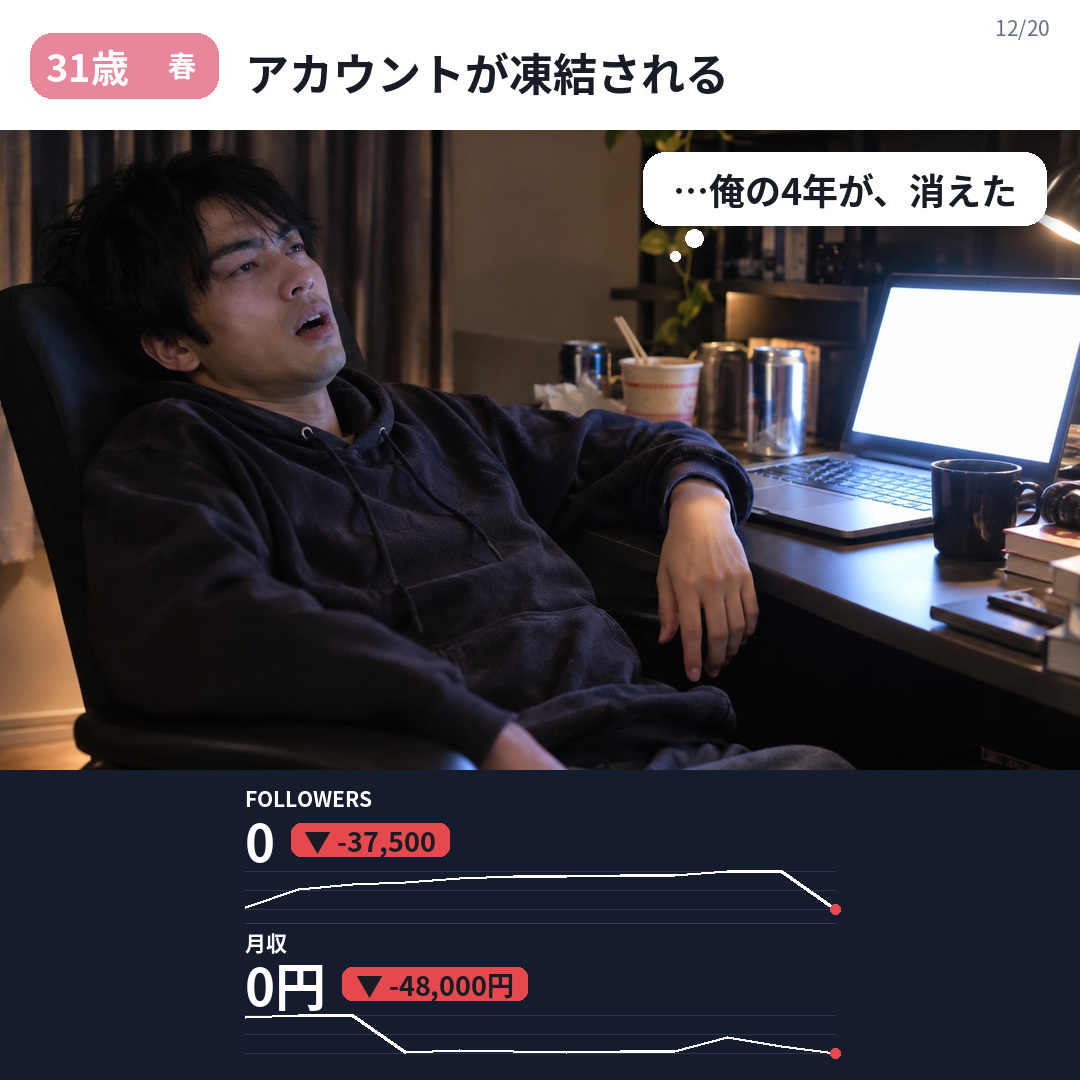 12/20
31歳 春
アカウントが凍結される
…俺の4年が、消えた
FOLLOWERS
0 ▼ -37,500
月収
0円 ▼ -48,000円